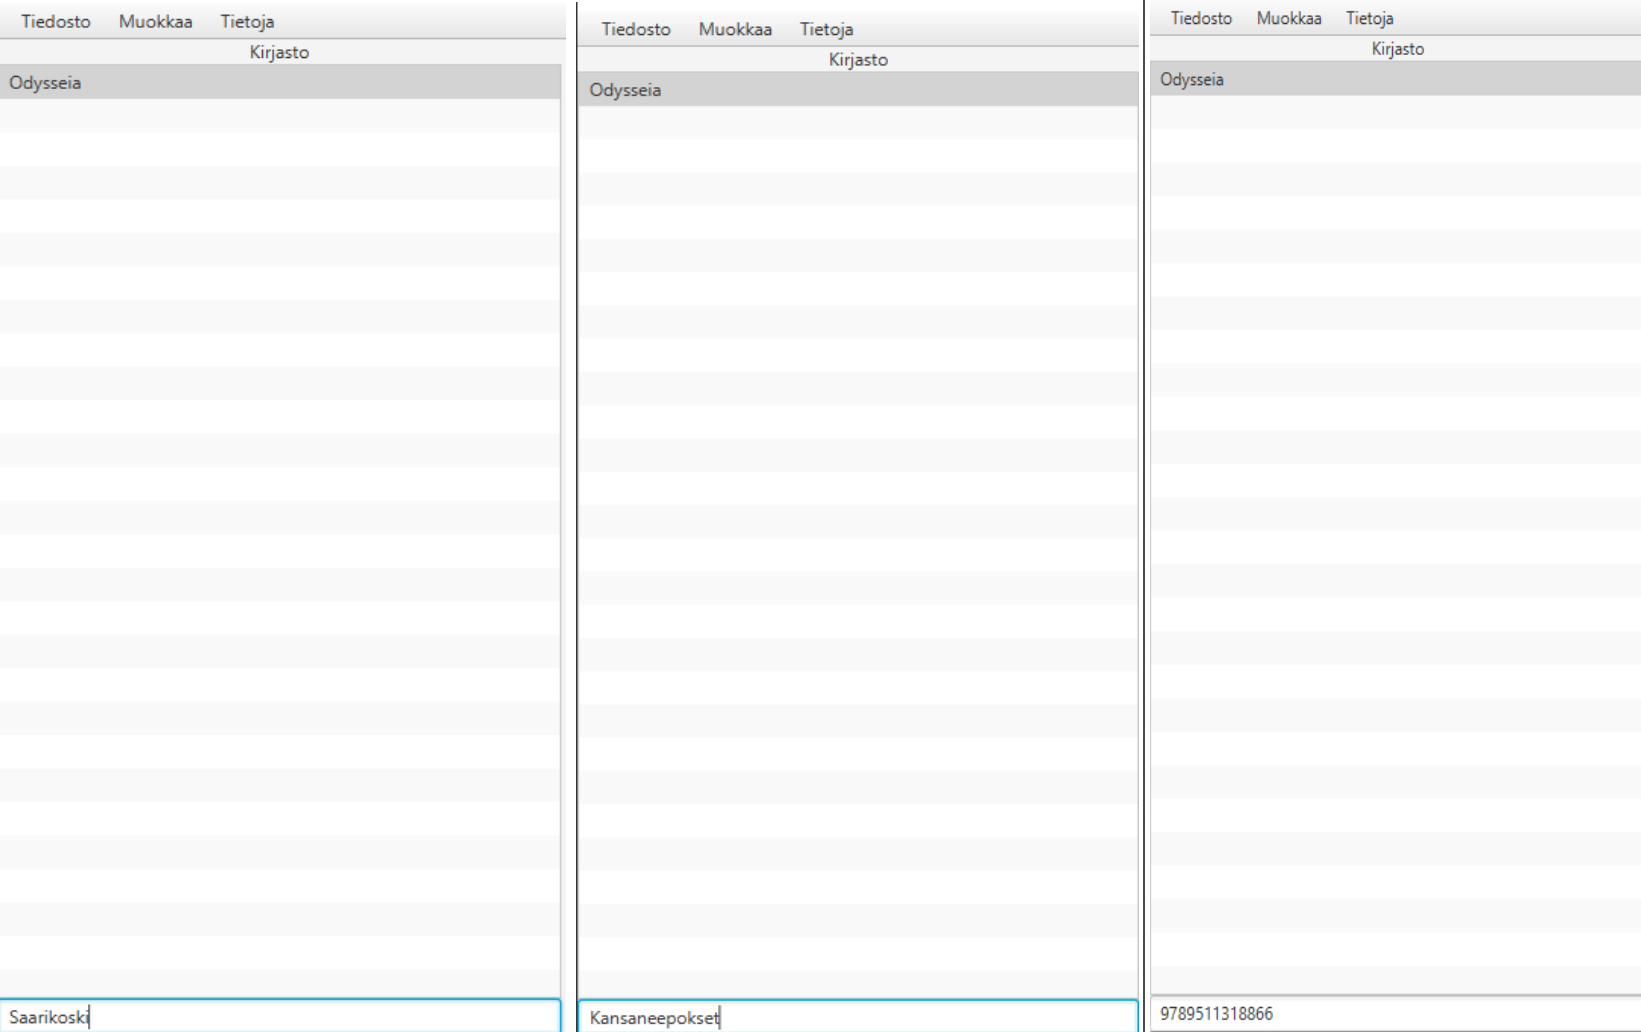 Tiedosto Muokkaa Tietoja
Kirjasto
Odysseia
Saarikoski
Tiedosto Muokkaa Tietoja
Kirjasto
Odysseia
Kansaneepokset
Tiedosto Muokkaa Tietoja
Kirjasto
Odysseia
9789511318866